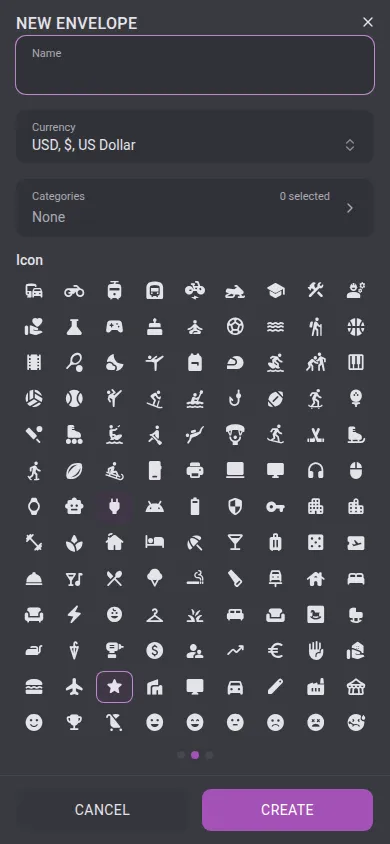 NEW ENVELOPE
Name
Currency
USD, $, US Dollar
Categories
0 selected
None
Icon
CANCEL
CREATE